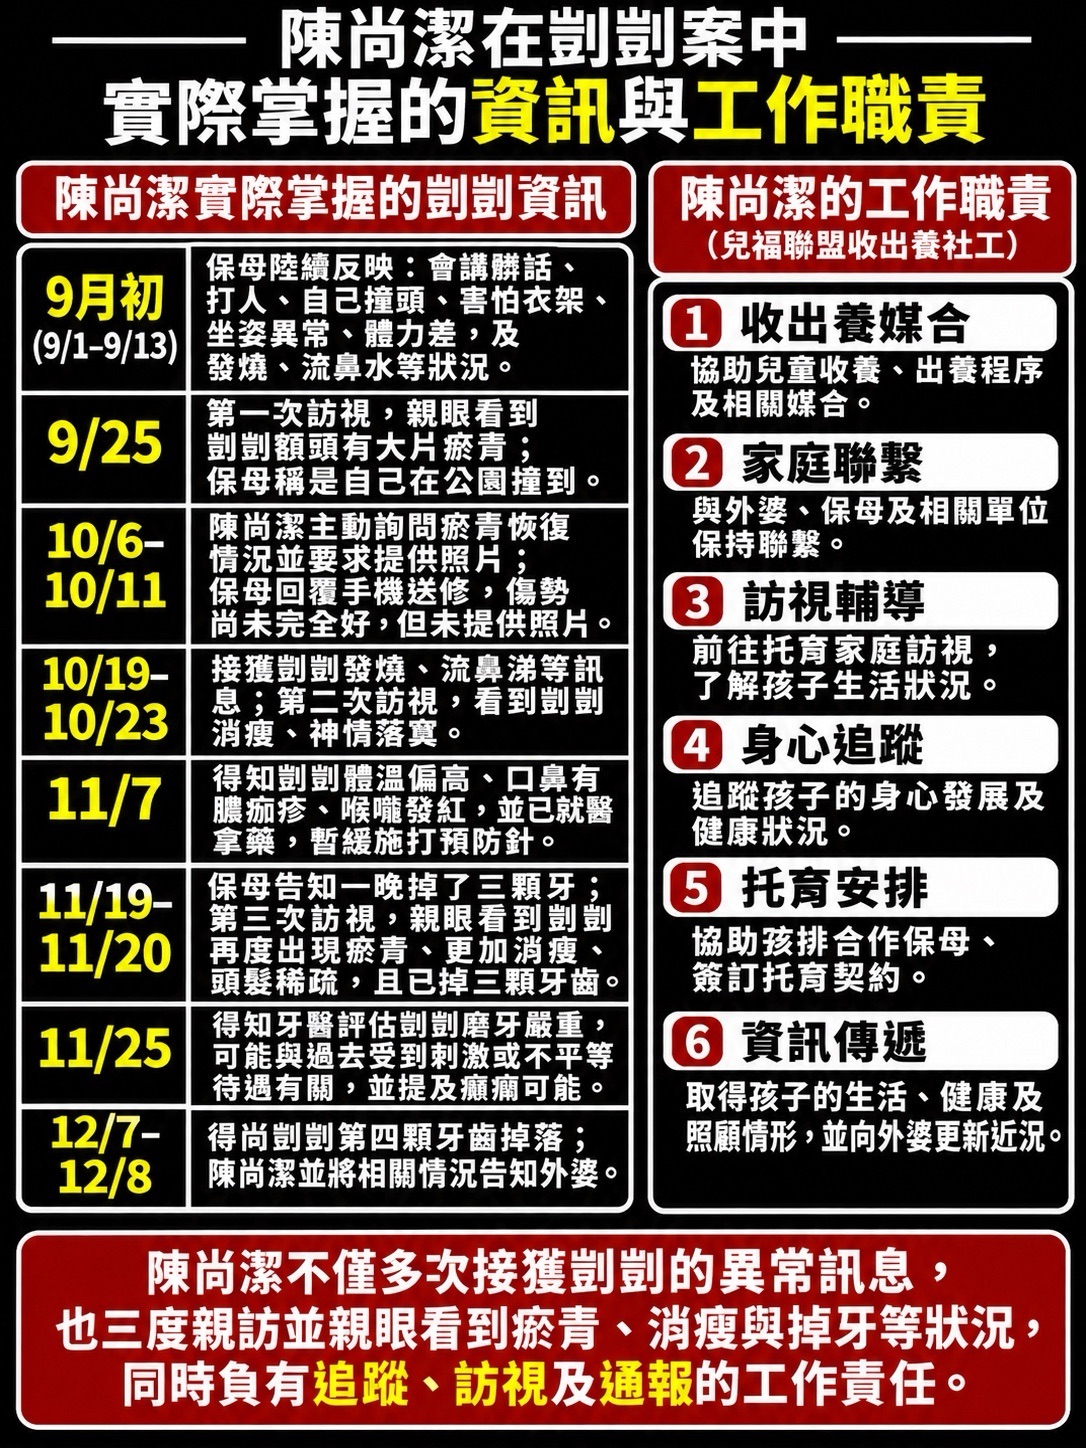 陳尚潔在剴剴案中
實際掌握的資訊與工作職責
陳尚潔實際掌握的剴剴資訊
9月初
(9/1–9/13)
保母陸續反映：會講髒話、
打人、自己撞頭、害怕衣架、
坐姿異常、體力差，及
發燒、流鼻水等狀況。
9/25
第一次訪視，親眼看到
剴剴額頭有大片瘀青；
保母稱是自己在公園撞到。
10/6–
10/11
陳尚潔主動詢問瘀青恢復
情況並要求提供照片；
保母回覆手機送修，傷勢
尚未完全好，但未提供照片。
10/19–
10/23
接獲剴剴發燒、流鼻涕等訊
息；第二次訪視，看到剴剴
消瘦、神情落寞。
11/7
得知剴剴體溫偏高、口鼻有
膿痂疹、喉嚨發紅，並已就醫
拿藥，暫緩施打預防針。
11/19–
11/20
保母告知一晚掉了三顆牙；
第三次訪視，親眼看到剴剴
再度出現瘀青、更加消瘦、
頭髮稀疏，且已掉三顆牙齒。
11/25
得知牙醫評估剴剴磨牙嚴重，
可能與過去受到刺激或不平等
待遇有關，並提及癲癇可能。
12/7–
12/8
得尚剴剴第四顆牙齒掉落；
陳尚潔並將相關情況告知外婆。
陳尚潔的工作職責
（兒福聯盟收出養社工）
1 收出養媒合
協助兒童收養、出養程序
及相關媒合。
2 家庭聯繫
與外婆、保母及相關單位
保持聯繫。
3 訪視輔導
前往托育家庭訪視，
了解孩子生活狀況。
4 身心追蹤
追蹤孩子的身心發展及
健康狀況。
5 托育安排
協助孩排合作保母、
簽訂托育契約。
6 資訊傳遞
取得孩子的生活、健康及
照顧情形，並向外婆更新近況。
陳尚潔不僅多次接獲剴剴的異常訊息，
也三度親訪並親眼看到瘀青、消瘦與掉牙等狀況，
同時負有追蹤、訪視及通報的工作責任。